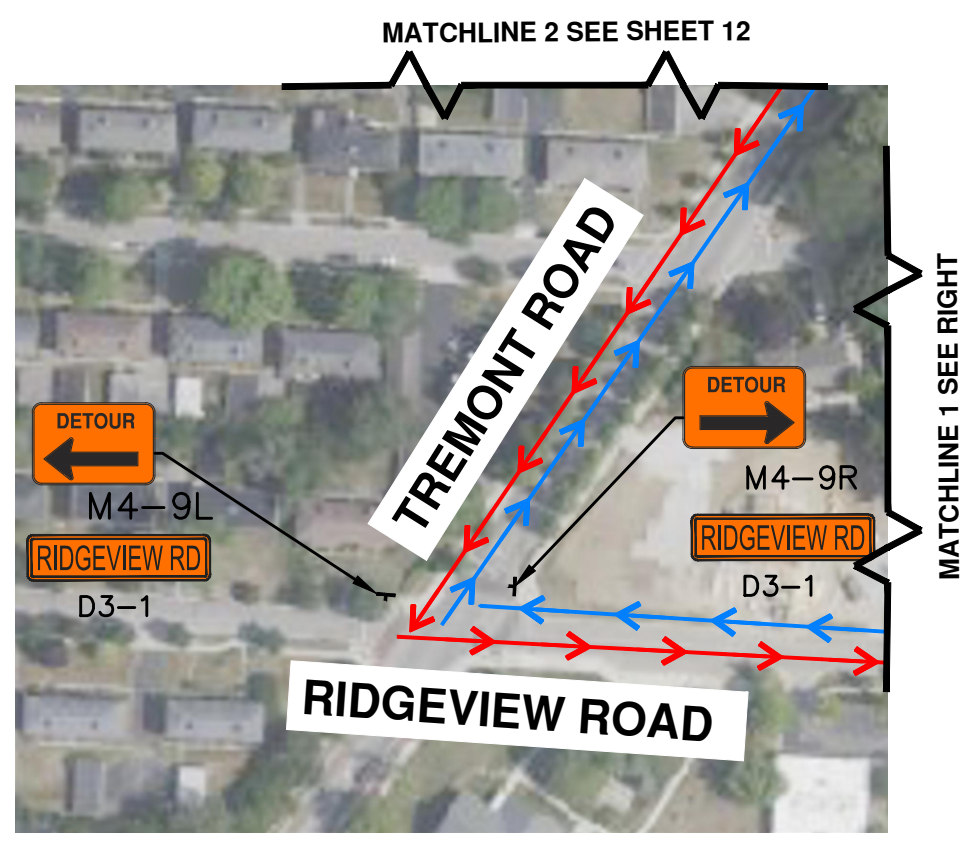 MATCHLINE 2 SEE SHEET 12
MATCHLINE 1 SEE RIGHT
TREMONT ROAD
DETOUR
M4-9L
RIDGEVIEW RD
D3-1
DETOUR
M4-9R
RIDGEVIEW RD
D3-1
RIDGEVIEW ROAD